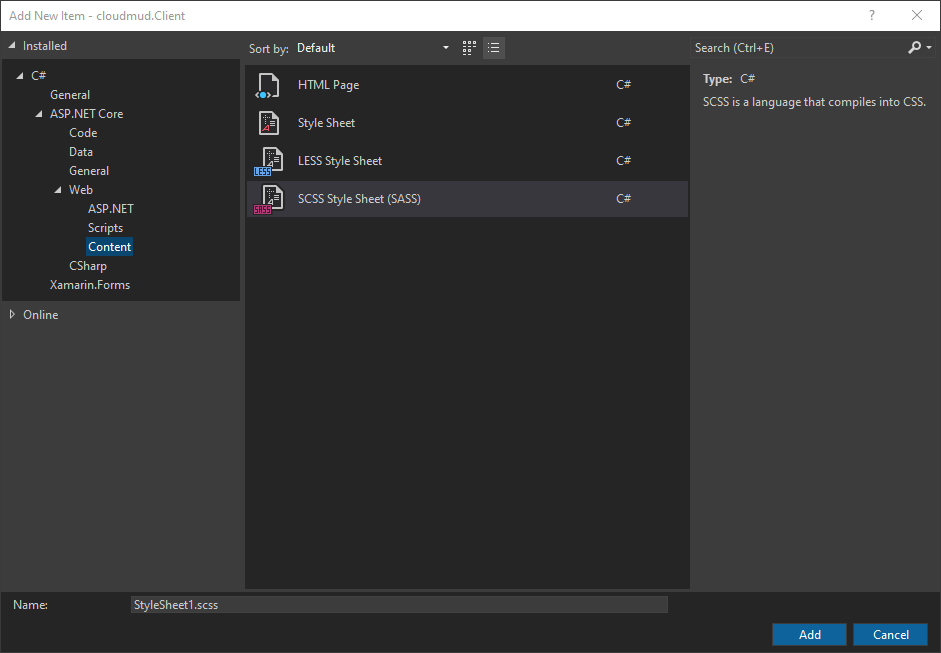 Add New Item - cloudmud.Client
?
Installed
Sort by: Default
Search (Ctrl+E)
C#
General
ASP.NET Core
Code
Data
General
Web
ASP.NET
Scripts
Content
CSharp
Xamarin.Forms
Online
HTML Page C#
Style Sheet C#
LESS
LESS Style Sheet C#
SASS
SCSS Style Sheet (SASS) C#
Type: C#
SCSS is a language that compiles into CSS.
Name: StyleSheet1.scss
Add Cancel